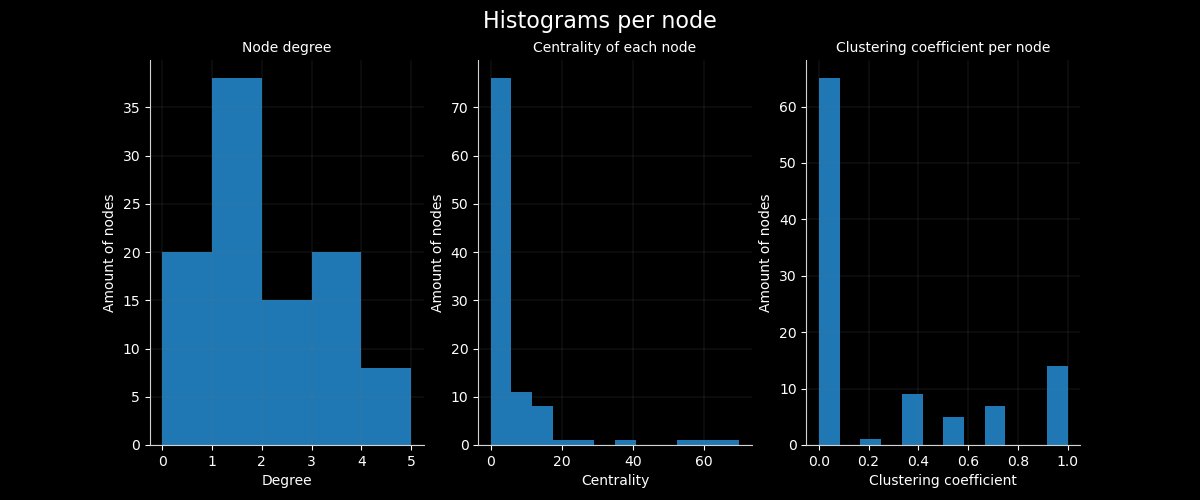 Histograms per node
Node degree
Centrality of each node
Clustering coefficient per node
Amount of nodes
35
30
25
20
15
10
5
0
0 1 2 3 4 5
Degree
Amount of nodes
70
60
50
40
30
20
10
0
0 20 40 60
Centrality
Amount of nodes
60
50
40
30
20
10
0
0.0 0.2 0.4 0.6 0.8 1.0
Clustering coefficient